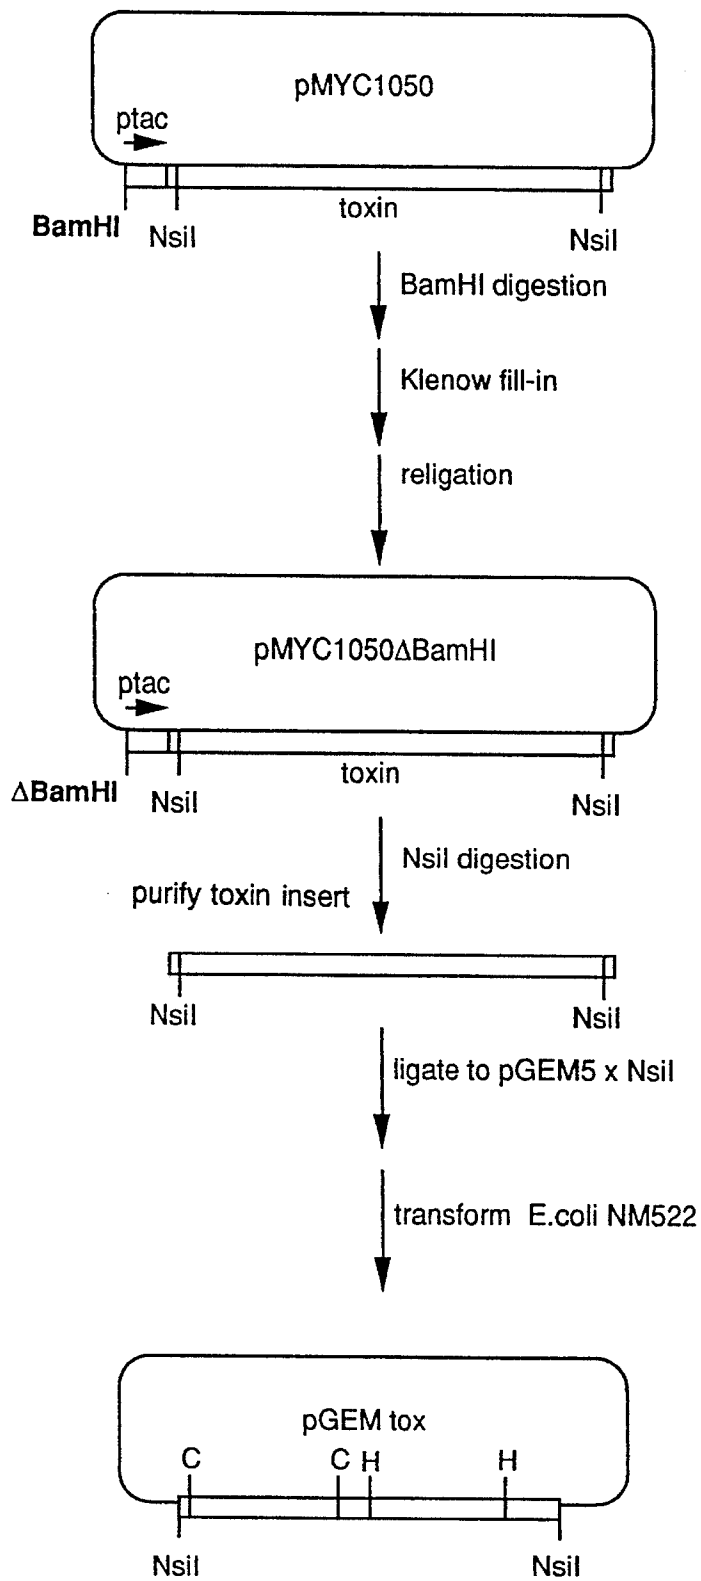 pMYC1050
ptac
toxin
BamHI
NsiI
NsiI
BamHI digestion
Klenow fill-in
religation
pMYC1050ΔBamHI
ptac
toxin
ΔBamHI
NsiI
NsiI
NsiI digestion
purify toxin insert
NsiI
NsiI
ligate to pGEM5 x NsiI
transform E.coli NM522
pGEM tox
C
C
H
H
NsiI
NsiI